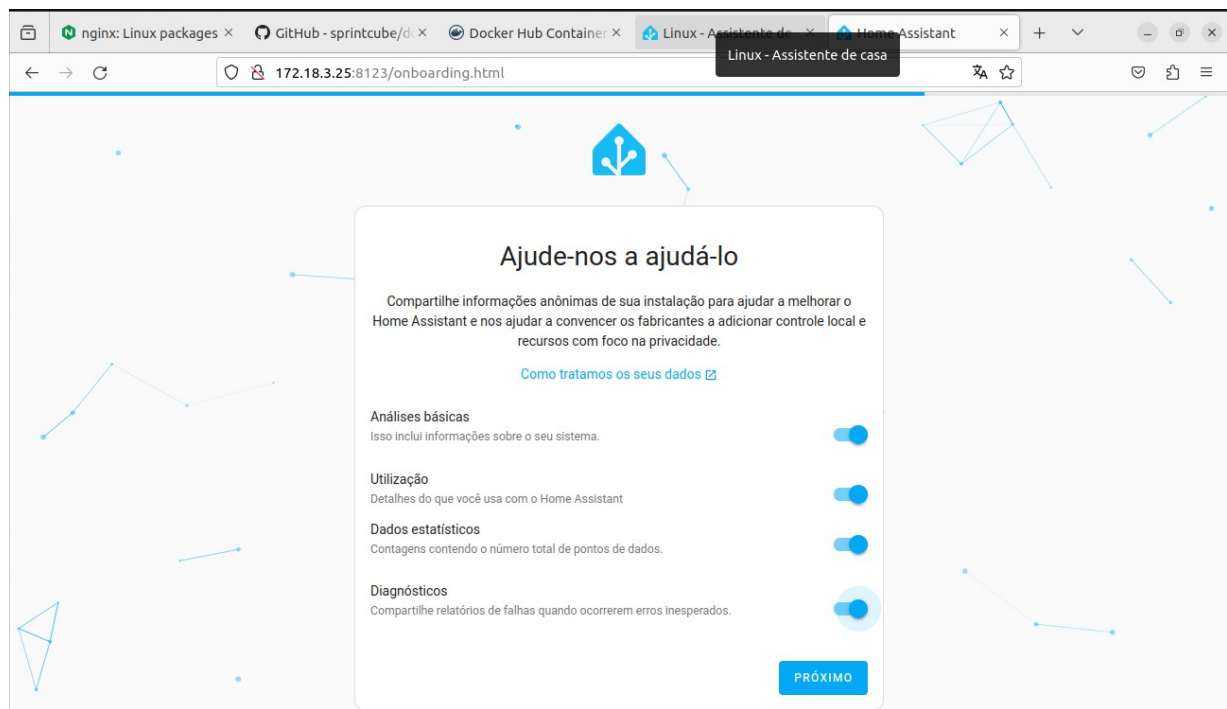 nginx: Linux packages
GitHub - sprintcube/d
Docker Hub Container
Linux - Assistente de
Home Assistant
Linux - Assistente de casa
172.18.3.25:8123/onboarding.html
Ajude-nos a ajudá-lo
Compartilhe informações anônimas de sua instalação para ajudar a melhorar o
Home Assistant e nos ajudar a convencer os fabricantes a adicionar controle local e
recursos com foco na privacidade.
Como tratamos os seus dados
Análises básicas
Isso inclui informações sobre o seu sistema.
Utilização
Detalhes do que você usa com o Home Assistant
Dados estatísticos
Contagens contendo o número total de pontos de dados.
Diagnósticos
Compartilhe relatórios de falhas quando ocorrerem erros inesperados.
PRÓXIMO